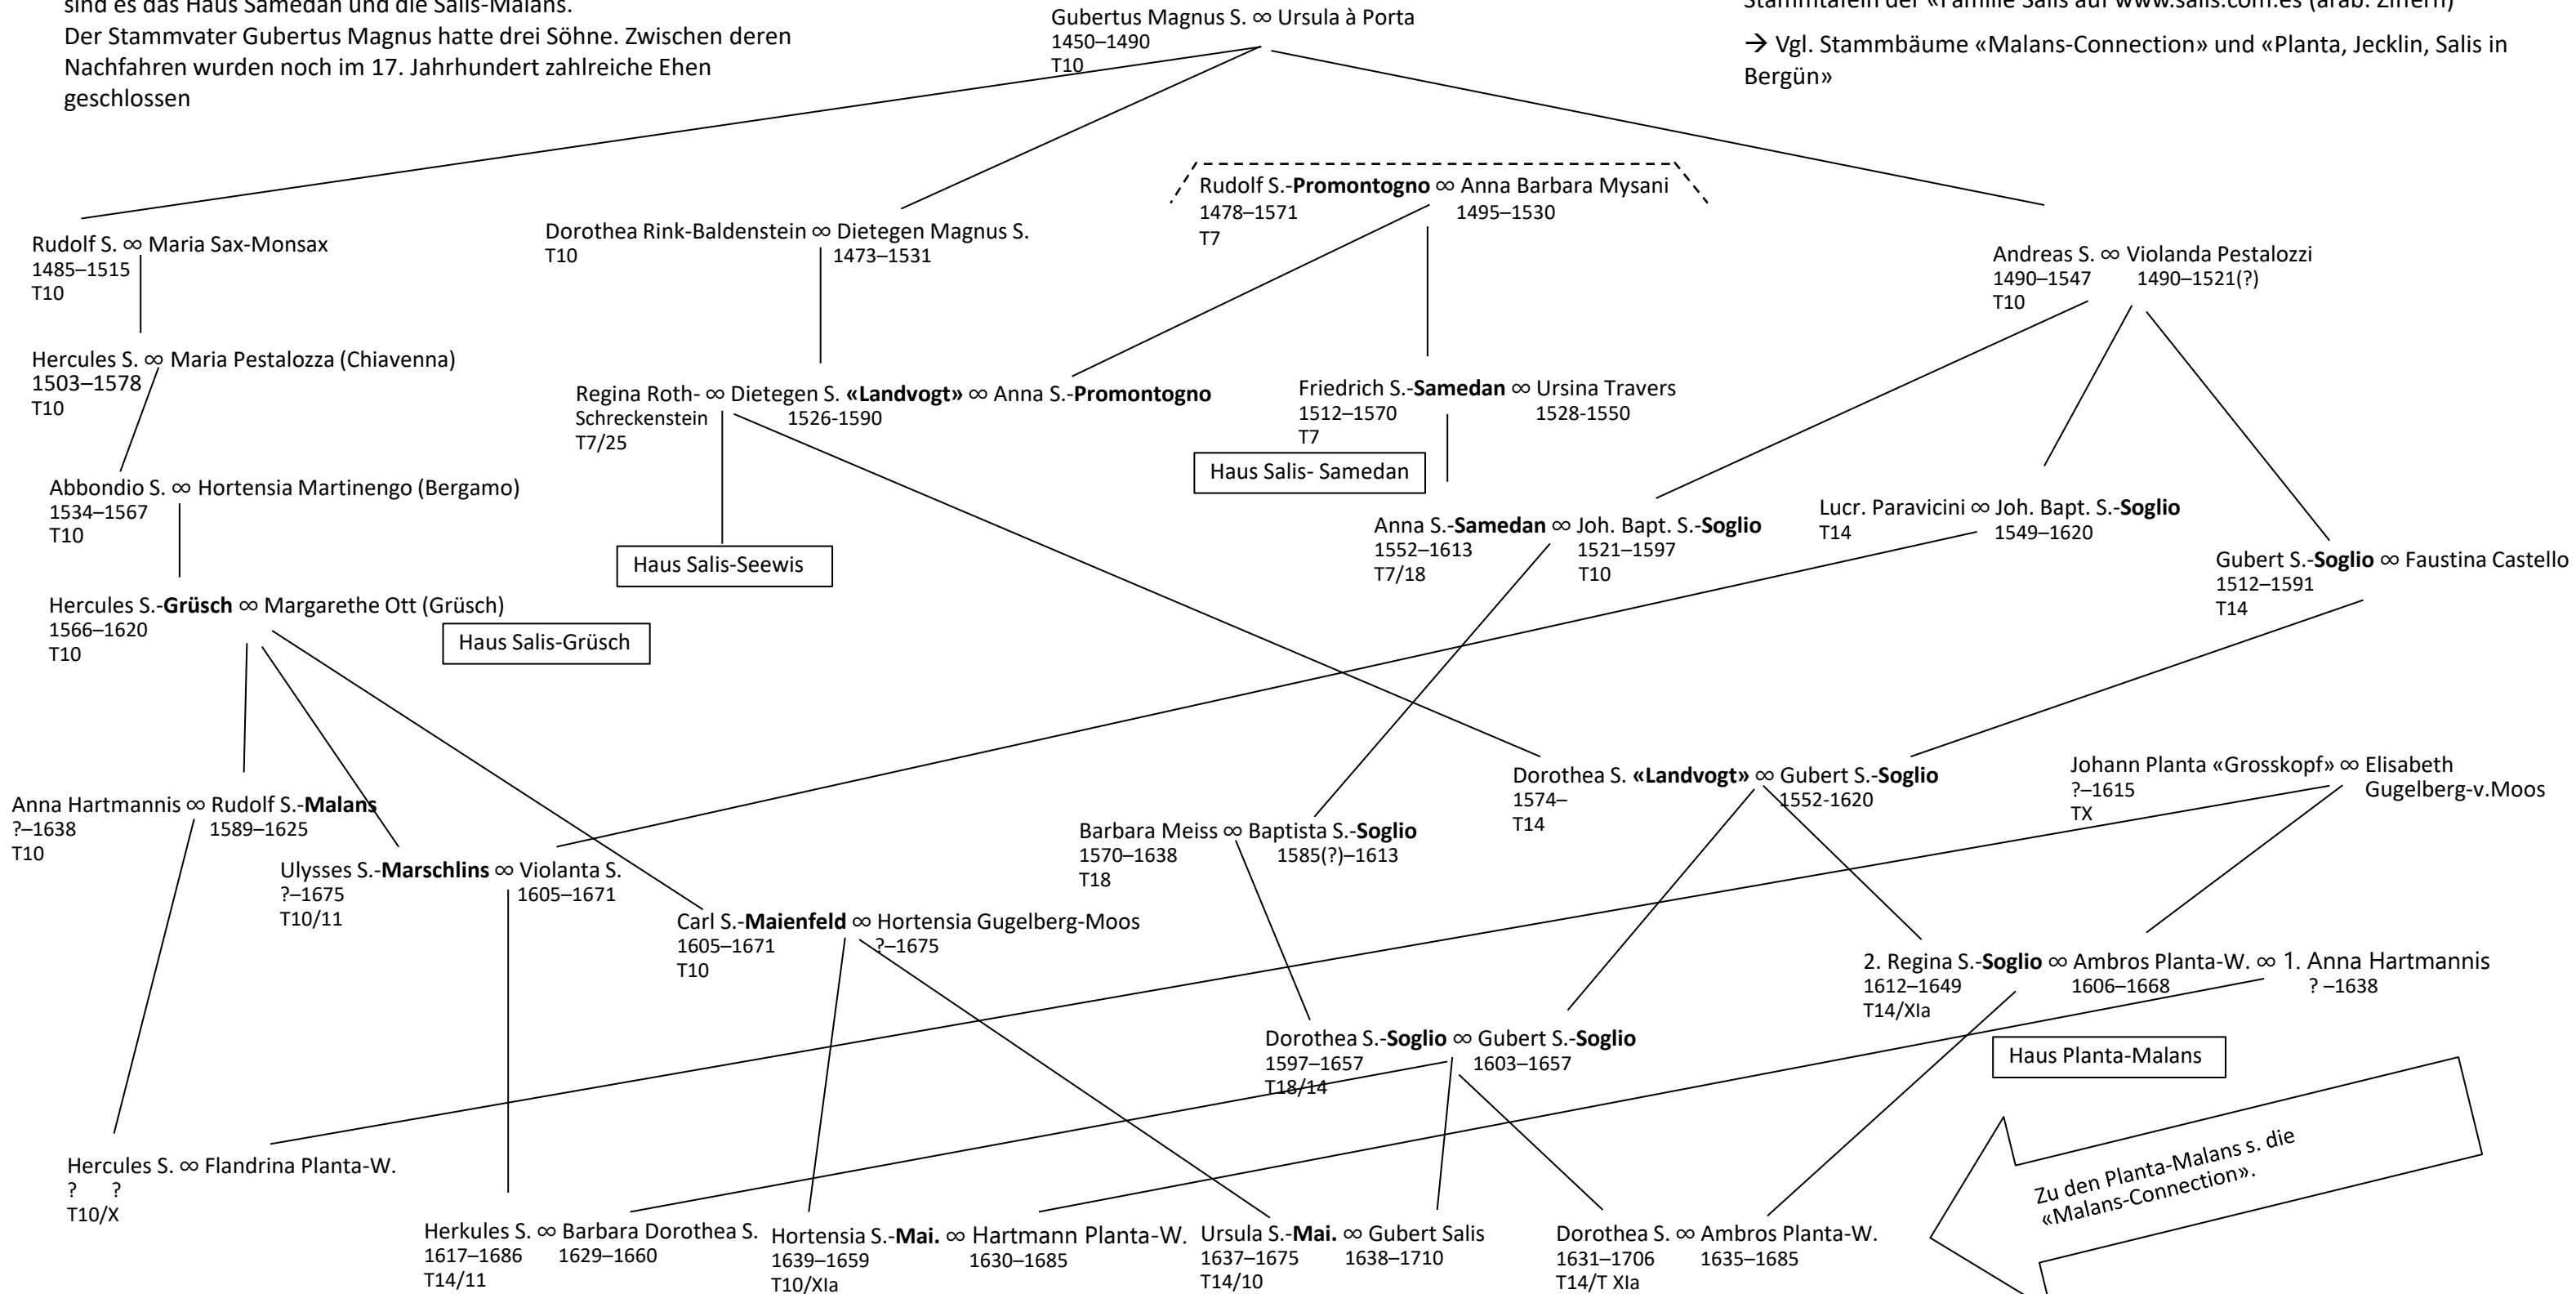 sind es das Haus Samedan und die Salis-Malans.
Der Stammvater Gubertus Magnus hatte drei Söhne. Zwischen deren
Nachfahren wurden noch im 17. Jahrhundert zahlreiche Ehen
geschlossen
Gubertus Magnus S. ∞ Ursula à Porta
1450–1490
T10
Stammtafeln der «Familie Salis auf www.salis.com.es (arab. Ziffern)
→ Vgl. Stammbäume «Malans-Connection» und «Planta, Jecklin, Salis in
Bergün»
Rudolf S. ∞ Maria Sax-Monsax
1485–1515
T10
Dorothea Rink-Baldenstein ∞ Dietegen Magnus S.
T10 1473–1531
Rudolf S.-Promontogno ∞ Anna Barbara Mysani
1478–1571 1495–1530
T7
Andreas S. ∞ Violanda Pestalozzi
1490–1547 1490–1521(?)
T10
Hercules S. ∞ Maria Pestalozza (Chiavenna)
1503–1578
T10
Regina Roth- ∞ Dietegen S. «Landvogt» ∞ Anna S.-Promontogno
Schreckenstein 1526-1590
T7/25
Friedrich S.-Samedan ∞ Ursina Travers
1512–1570 1528-1550
T7
Haus Salis- Samedan
Abbondio S. ∞ Hortensia Martinengo (Bergamo)
1534–1567
T10
Anna S.-Samedan ∞ Joh. Bapt. S.-Soglio
1552–1613 1521–1597
T7/18 T10
Lucr. Paravicini ∞ Joh. Bapt. S.-Soglio
T14 1549–1620
Gubert S.-Soglio ∞ Faustina Castello
1512–1591
T14
Haus Salis-Seewis
Hercules S.-Grüsch ∞ Margarethe Ott (Grüsch)
1566–1620
T10
Haus Salis-Grüsch
Anna Hartmannis ∞ Rudolf S.-Malans
?–1638 1589–1625
T10
Dorothea S. «Landvogt» ∞ Gubert S.-Soglio
1574– 1552-1620
T14
Johann Planta «Grosskopf» ∞ Elisabeth
?–1615 Gugelberg-v.Moos
TX
Barbara Meiss ∞ Baptista S.-Soglio
1570–1638 1585(?)–1613
T18
Ulysses S.-Marschlins ∞ Violanta S.
?–1675 1605–1671
T10/11
Carl S.-Maienfeld ∞ Hortensia Gugelberg-Moos
1605–1671 ?–1675
T10
2. Regina S.-Soglio ∞ Ambros Planta-W. ∞ 1. Anna Hartmannis
1612–1649 1606–1668 ? –1638
T14/XIa
Dorothea S.-Soglio ∞ Gubert S.-Soglio
1597–1657 1603–1657
T18/14
Haus Planta-Malans
Zu den Planta-Malans s. die
«Malans-Connection».
Hercules S. ∞ Flandrina Planta-W.
? ?
T10/X
Herkules S. ∞ Barbara Dorothea S.
1617–1686 1629–1660
T14/11
Hortensia S.-Mai. ∞ Hartmann Planta-W.
1639–1659 1630–1685
T10/XIa
Ursula S.-Mai. ∞ Gubert Salis
1637–1675 1638–1710
T14/10
Dorothea S. ∞ Ambros Planta-W.
1631–1706 1635–1685
T14/T XIa